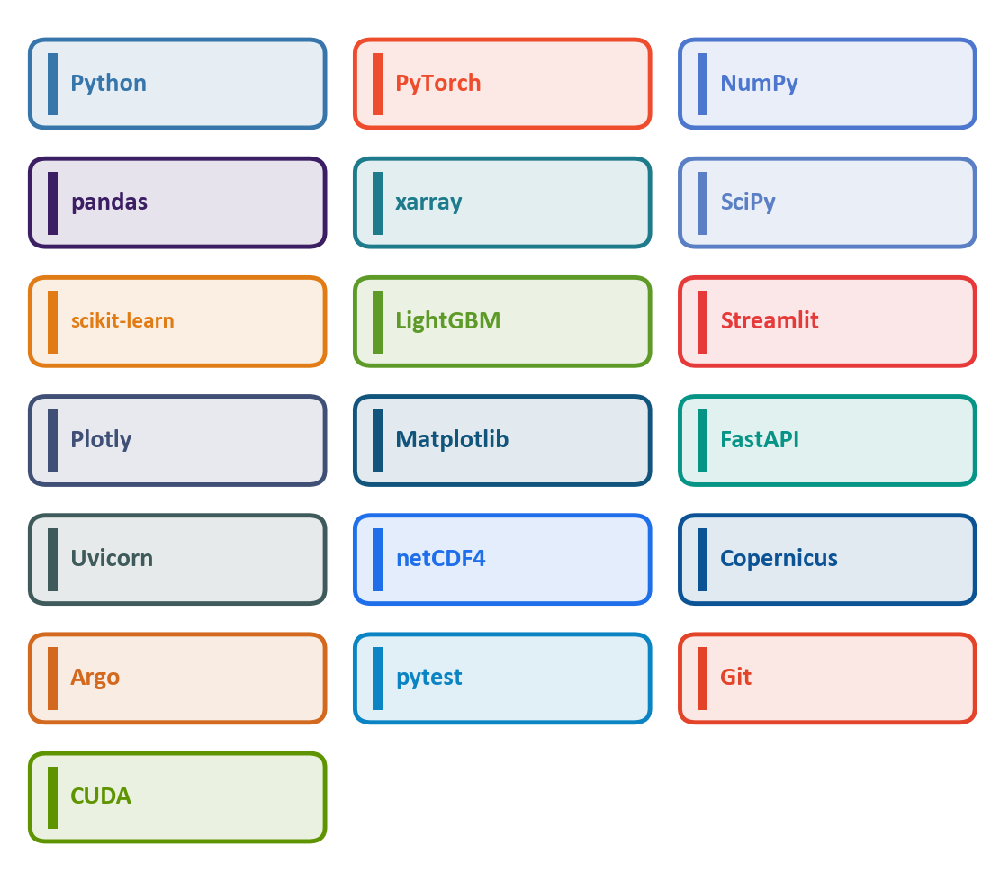 Python
PyTorch
NumPy
pandas
xarray
SciPy
scikit-learn
LightGBM
Streamlit
Plotly
Matplotlib
FastAPI
Uvicorn
netCDF4
Copernicus
Argo
pytest
Git
CUDA